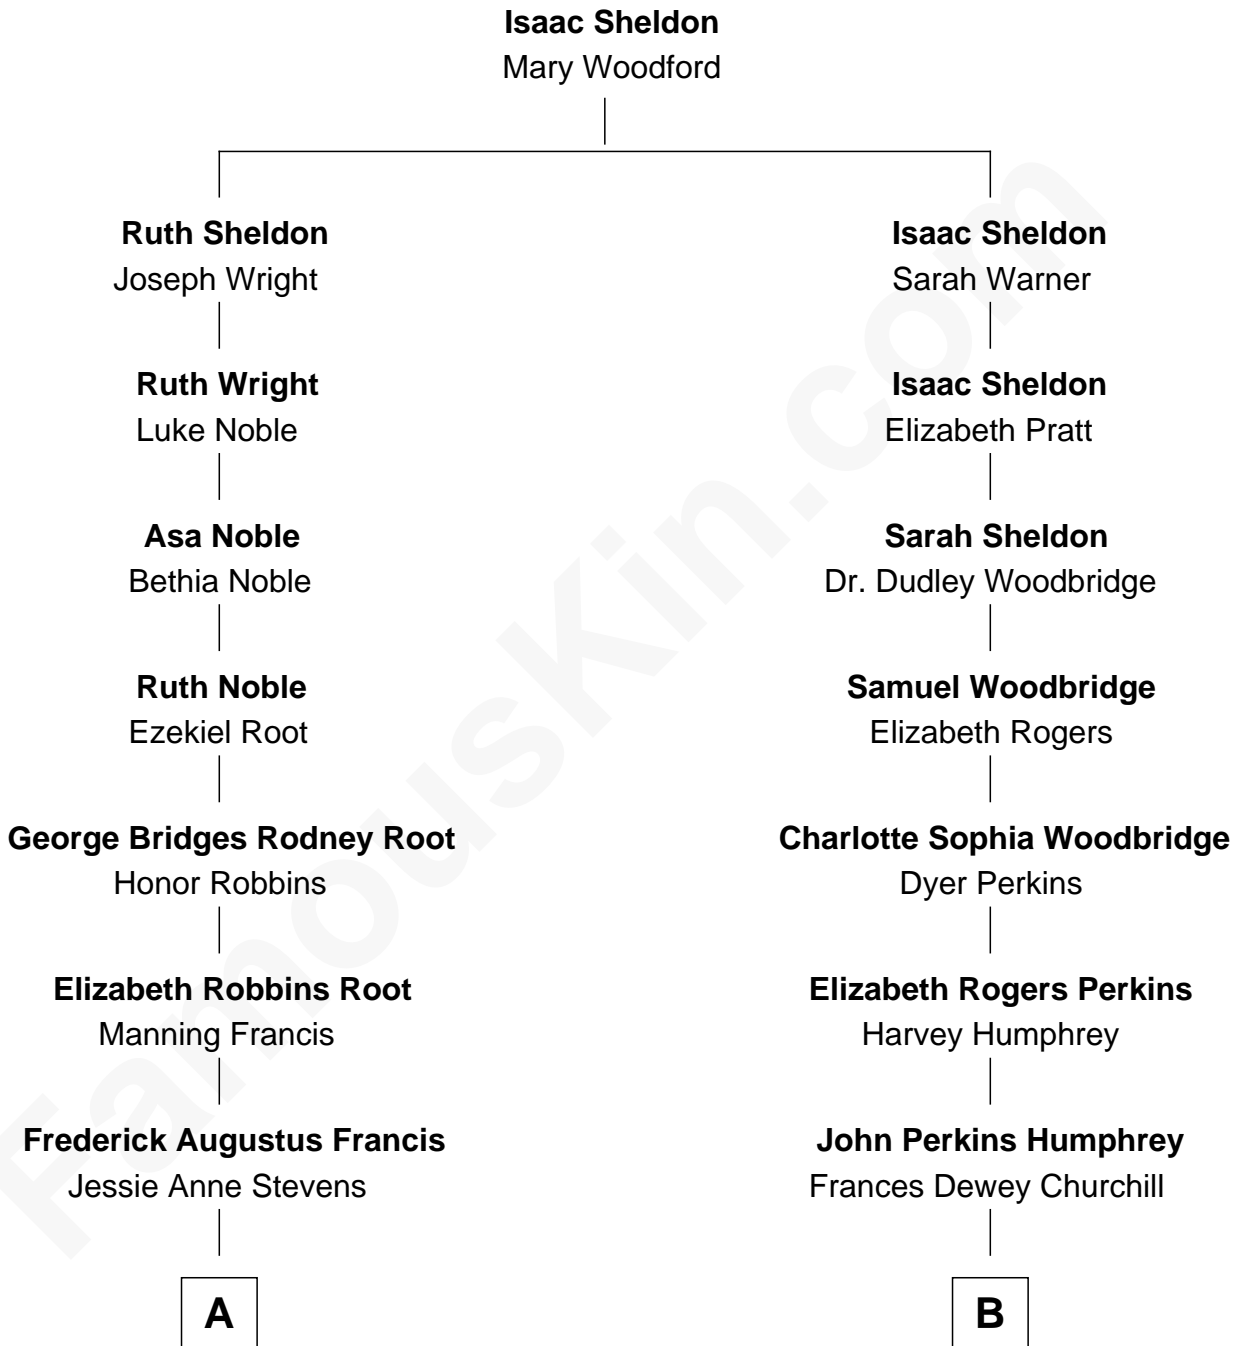 Isaac Sheldon
Mary Woodford
Ruth Sheldon
Joseph Wright
Isaac Sheldon
Sarah Warner
Ruth Wright
Luke Noble
Isaac Sheldon
Elizabeth Pratt
Asa Noble
Bethia Noble
Sarah Sheldon
Dr. Dudley Woodbridge
Ruth Noble
Ezekiel Root
Samuel Woodbridge
Elizabeth Rogers
George Bridges Rodney Root
Honor Robbins
Charlotte Sophia Woodbridge
Dyer Perkins
Elizabeth Robbins Root
Manning Francis
Elizabeth Rogers Perkins
Harvey Humphrey
Frederick Augustus Francis
Jessie Anne Stevens
John Perkins Humphrey
Frances Dewey Churchill
A
B
FamousKin.com